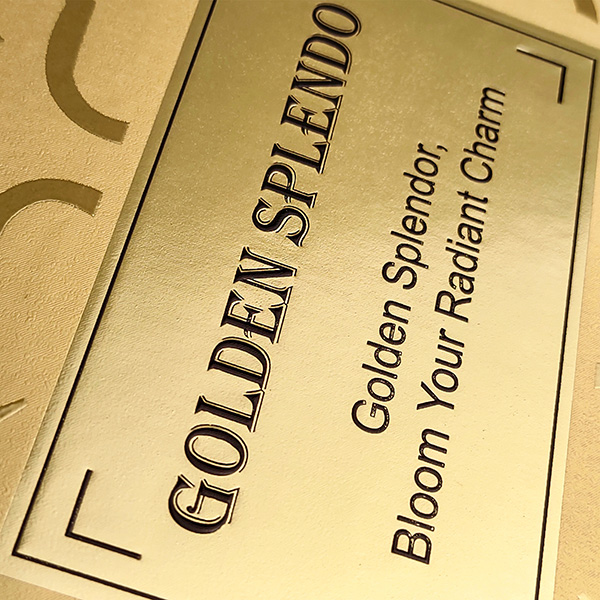 GOLDEN SPLENDO
Golden Splendor,
Bloom Your Radiant Charm